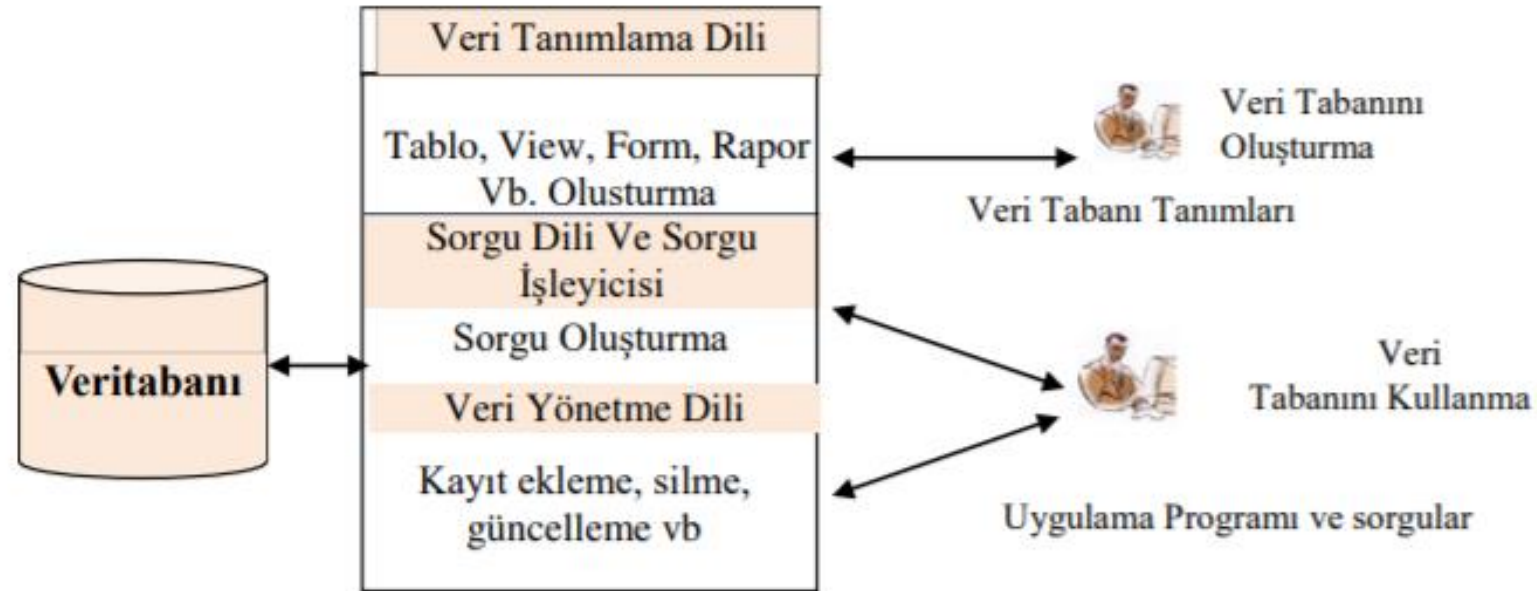 Veri Tanımlama Dili
Tablo, View, Form, Rapor
Vb. Olusturma
Sorgu Dili Ve Sorgu
İşleyicisi
Sorgu Oluşturma
Veri Yönetme Dili
Kayıt ekleme, silme,
güncelleme vb
Veritabanı
Veri Tabanını
Oluşturma
Veri Tabanı Tanımları
Veri
Tabanını Kullanma
Uygulama Programı ve sorgular